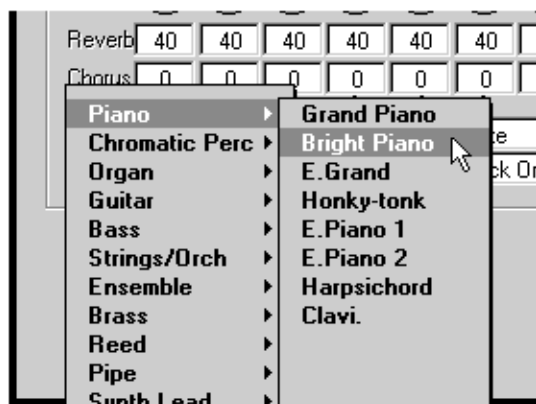 Reverb 40 40 40 40 40 40
Chorus 0 0 0 0 0 0
Piano
Chromatic Perc
Organ
Guitar
Bass
Strings/Orch
Ensemble
Brass
Reed
Pipe
Synth Lead
Grand Piano
Bright Piano
E.Grand
Honky-tonk
E.Piano 1
E.Piano 2
Harpsichord
Clavi.